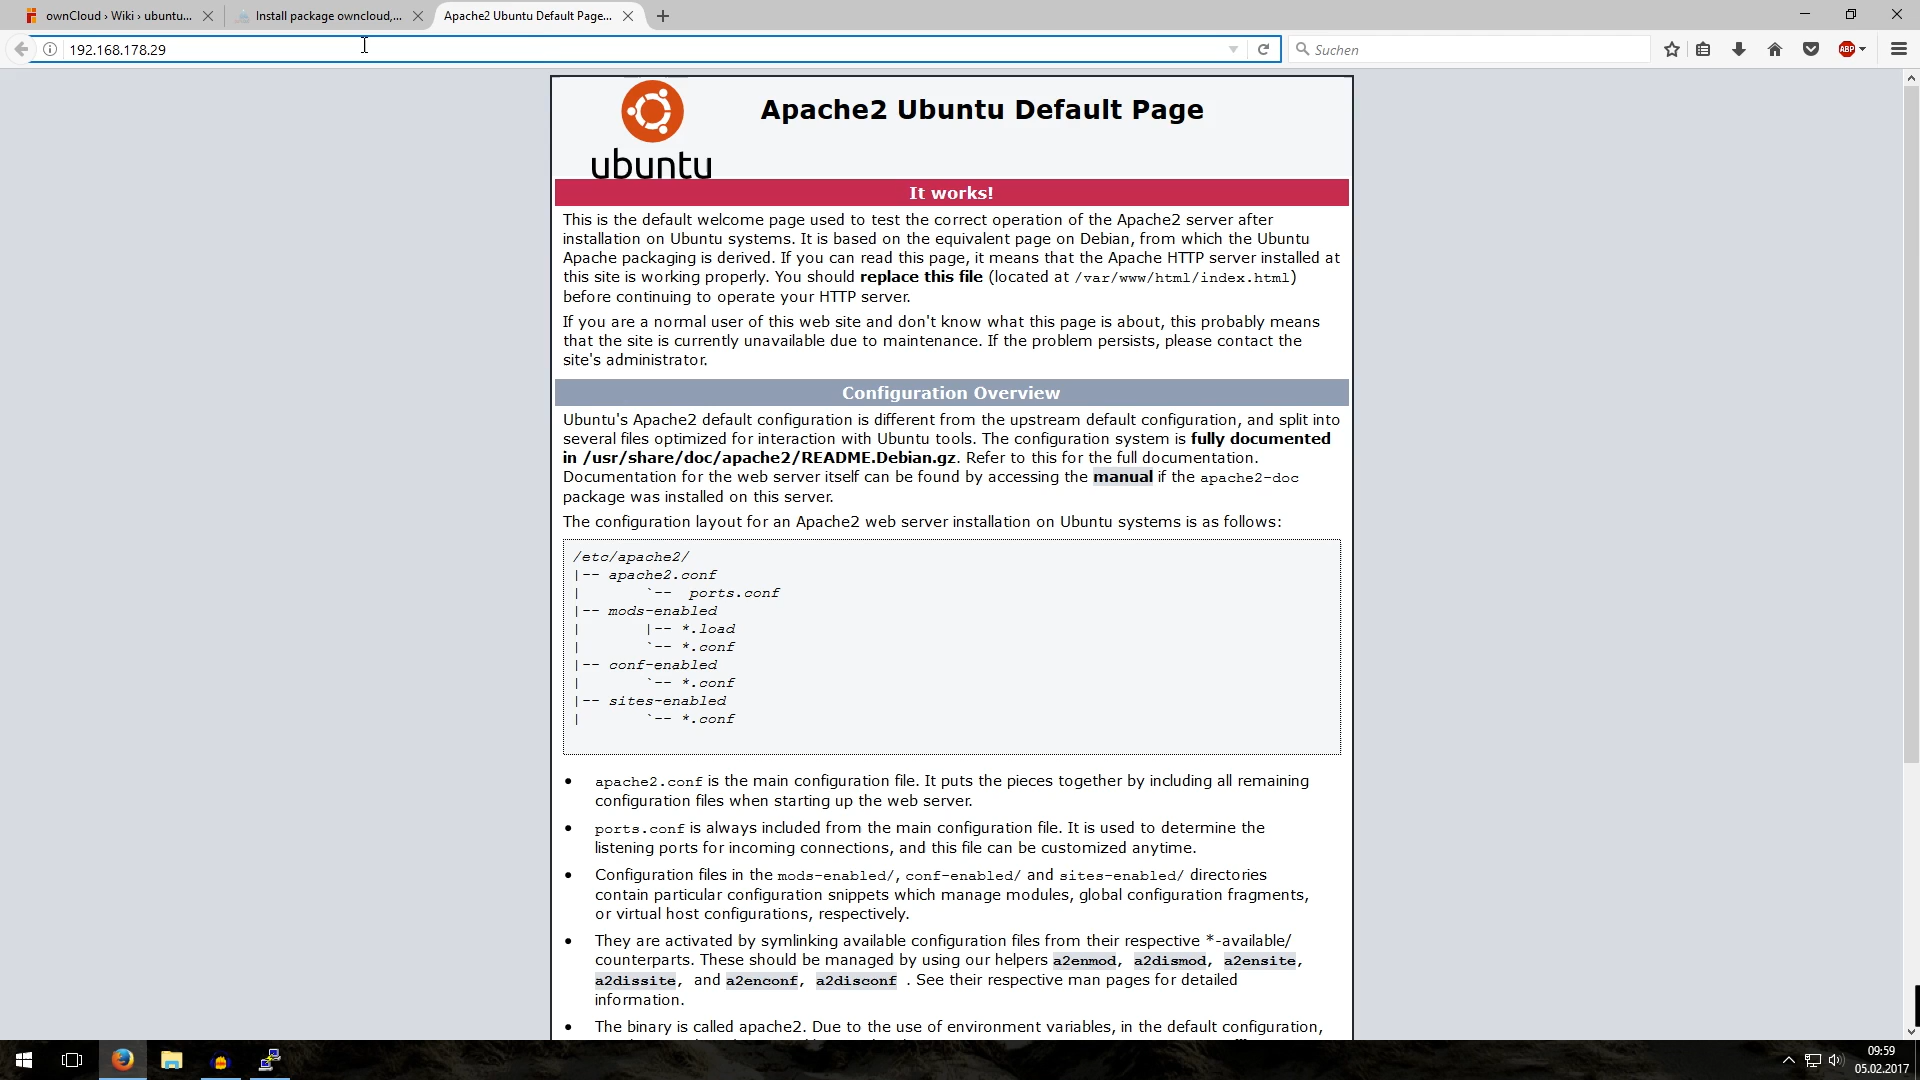 ownCloud › Wiki › ubuntu...
Install package owncloud,...
Apache2 Ubuntu Default Page...
192.168.178.29
Suchen
ABP
ubuntu
Apache2 Ubuntu Default Page
It works!
This is the default welcome page used to test the correct operation of the Apache2 server after
installation on Ubuntu systems. It is based on the equivalent page on Debian, from which the Ubuntu
Apache packaging is derived. If you can read this page, it means that the Apache HTTP server installed at
this site is working properly. You should replace this file (located at /var/www/html/index.html)
before continuing to operate your HTTP server.
If you are a normal user of this web site and don't know what this page is about, this probably means
that the site is currently unavailable due to maintenance. If the problem persists, please contact the
site's administrator.
Configuration Overview
Ubuntu's Apache2 default configuration is different from the upstream default configuration, and split into
several files optimized for interaction with Ubuntu tools. The configuration system is fully documented
in /usr/share/doc/apache2/README.Debian.gz. Refer to this for the full documentation.
Documentation for the web server itself can be found by accessing the manual if the apache2-doc
package was installed on this server.
The configuration layout for an Apache2 web server installation on Ubuntu systems is as follows:
/etc/apache2/
|-- apache2.conf
|       `--  ports.conf
|-- mods-enabled
|       |-- *.load
|       `-- *.conf
|-- conf-enabled
|       `-- *.conf
|-- sites-enabled
|       `-- *.conf
• apache2.conf is the main configuration file. It puts the pieces together by including all remaining
configuration files when starting up the web server.
• ports.conf is always included from the main configuration file. It is used to determine the
listening ports for incoming connections, and this file can be customized anytime.
• Configuration files in the mods-enabled/, conf-enabled/ and sites-enabled/ directories
contain particular configuration snippets which manage modules, global configuration fragments,
or virtual host configurations, respectively.
• They are activated by symlinking available configuration files from their respective *-available/
counterparts. These should be managed by using our helpers a2enmod, a2dismod, a2ensite,
a2dissite, and a2enconf, a2disconf . See their respective man pages for detailed
information.
• The binary is called apache2. Due to the use of environment variables, in the default configuration,
09:59
05.02.2017